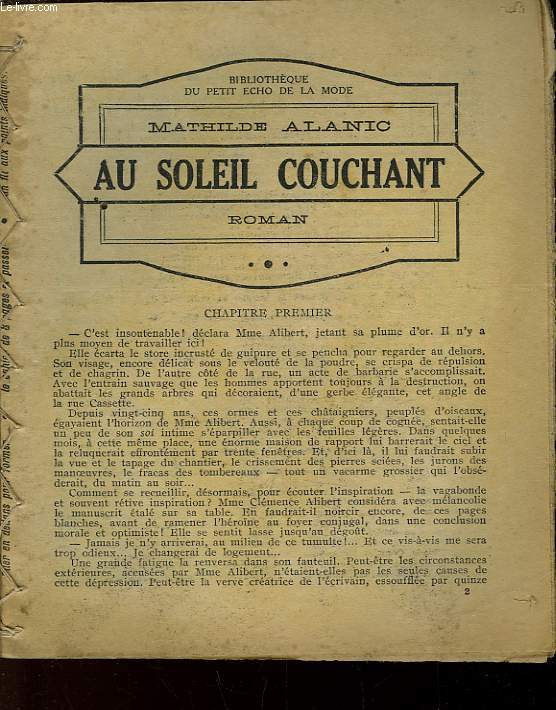 Le-livre.com
BIBLIOTHÈQUE
DU PETIT ECHO DE LA MODE
MATHILDE ALANIC
AU SOLEIL COUCHANT
ROMAN
CHAPITRE PREMIER
— C'est insoutenable! déclara Mme Alibert, jetant sa plume d'or. Il n'y a
plus moyen de travailler ici!
Elle écarta le store incrusté de guipure et se pencha pour regarder au dehors.
Son visage, encore délicat sous le velouté de la poudre, se crispa de répulsion
et de chagrin. De l'autre côté de la rue, un acte de barbarie s'accomplissait.
Avec l'entrain sauvage que les hommes apportent toujours à la destruction, on
abattait les grands arbres qui décoraient, d'une gerbe élégante, cet angle de
la rue Cassette.
Depuis vingt-cinq ans, ces ormes et ces châtaigniers, peuplés d'oiseaux,
égayaient l'horizon de Mme Alibert. Aussi, à chaque coup de cognée, sentait-elle
un peu de son soi intime s'éparpiller avec les feuilles légères. Dans quelques
mois, à cette même place, une énorme maison de rapport lui barrerait le ciel et
la reluquerait effrontément par trente fenêtres. Et, d'ici là, il lui faudrait subir
la vue et le tapage du chantier, le crissement des pierres sciées, les jurons des
manœuvres, le fracas des tombereaux — tout un vacarme grossier qui l'obsé-
derait, du matin au soir...
Comment se recueillir, désormais, pour écouter l'inspiration — la vagabonde
et souvent rétive inspiration? Mme Clémence Alibert considéra avec mélancolie
le manuscrit étalé sur sa table. En faudrait-il noircir encore, de ces pages
blanches, avant de ramener l'héroïne au foyer conjugal, dans une conclusion
morale et optimiste! Elle se sentit lasse jusqu'au dégoût.
— Jamais je n'y arriverai, au milieu de ce tumulte!... Et ce vis-à-vis me sera
trop odieux... Je changerai de logement...
Une grande fatigue la renversa dans son fauteuil. Peut-être les circonstances
extérieures, accusées par Mme Alibert, n'étaient-elles pas les seules causes de
cette dépression. Peut-être la verve créatrice de l'écrivain, essoufflée par quinze
2